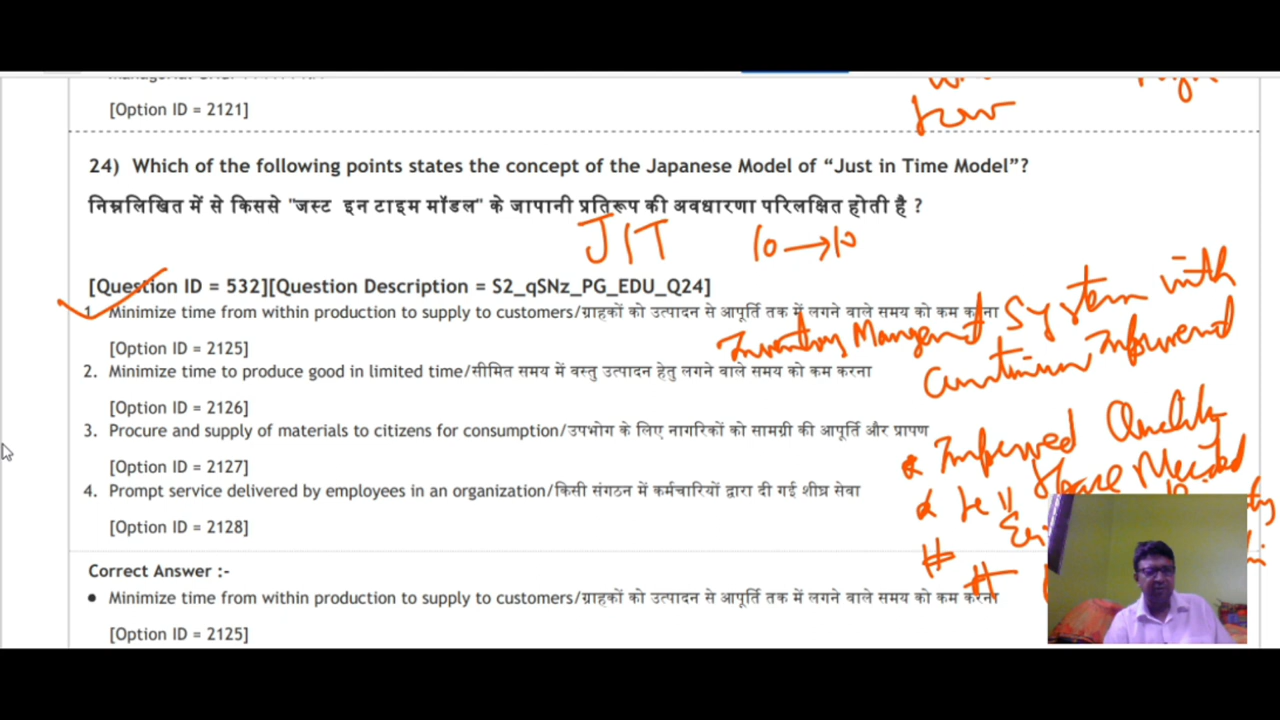 [Option ID = 2121]
how
24) Which of the following points states the concept of the Japanese Model of “Just in Time Model”?
निम्नलिखित में से किससे "जस्ट इन टाइम मॉडल" के जापानी प्रतिरूप की अवधारणा परिलक्षित होती है ?
JIT 10→10
[Question ID = 532][Question Description = S2_qSNz_PG_EDU_Q24]
1. Minimize time from within production to supply to customers/ग्राहकों को उत्पादन से आपूर्ति तक में लगने वाले समय को कम करना
Inventory Management System with
[Option ID = 2125]
2. Minimize time to produce good in limited time/सीमित समय में वस्तु उत्पादन हेतु लगने वाले समय को कम करना
[Option ID = 2126]
3. Procure and supply of materials to citizens for consumption/उपभोग के लिए नागरिकों को सामग्री की आपूर्ति और प्रापण
Improved Quality
[Option ID = 2127]
4. Prompt service delivered by employees in an organization/किसी संगठन में कर्मचारियों द्वारा दी गई शीघ्र सेवा
[Option ID = 2128]
Correct Answer :-
• Minimize time from within production to supply to customers/ग्राहकों को उत्पादन से आपूर्ति तक में लगने वाले समय को कम करना
[Option ID = 2125]